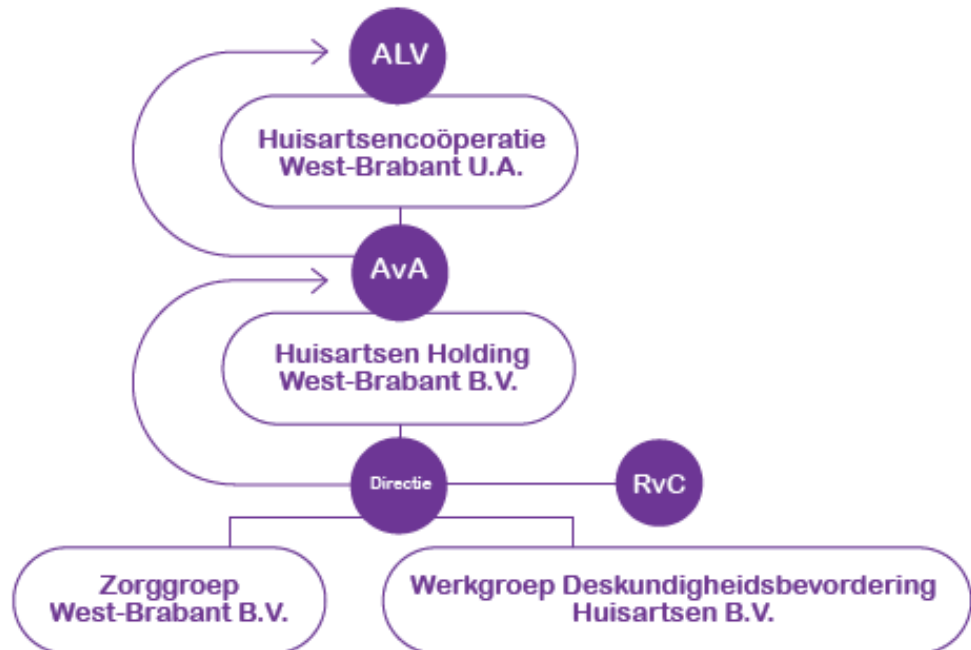 ALV
Huisartsencoöperatie
West-Brabant U.A.
AvA
Huisartsen Holding
West-Brabant B.V.
Directie
RvC
Zorggroep
West-Brabant B.V.
Werkgroep Deskundigheidsbevordering
Huisartsen B.V.